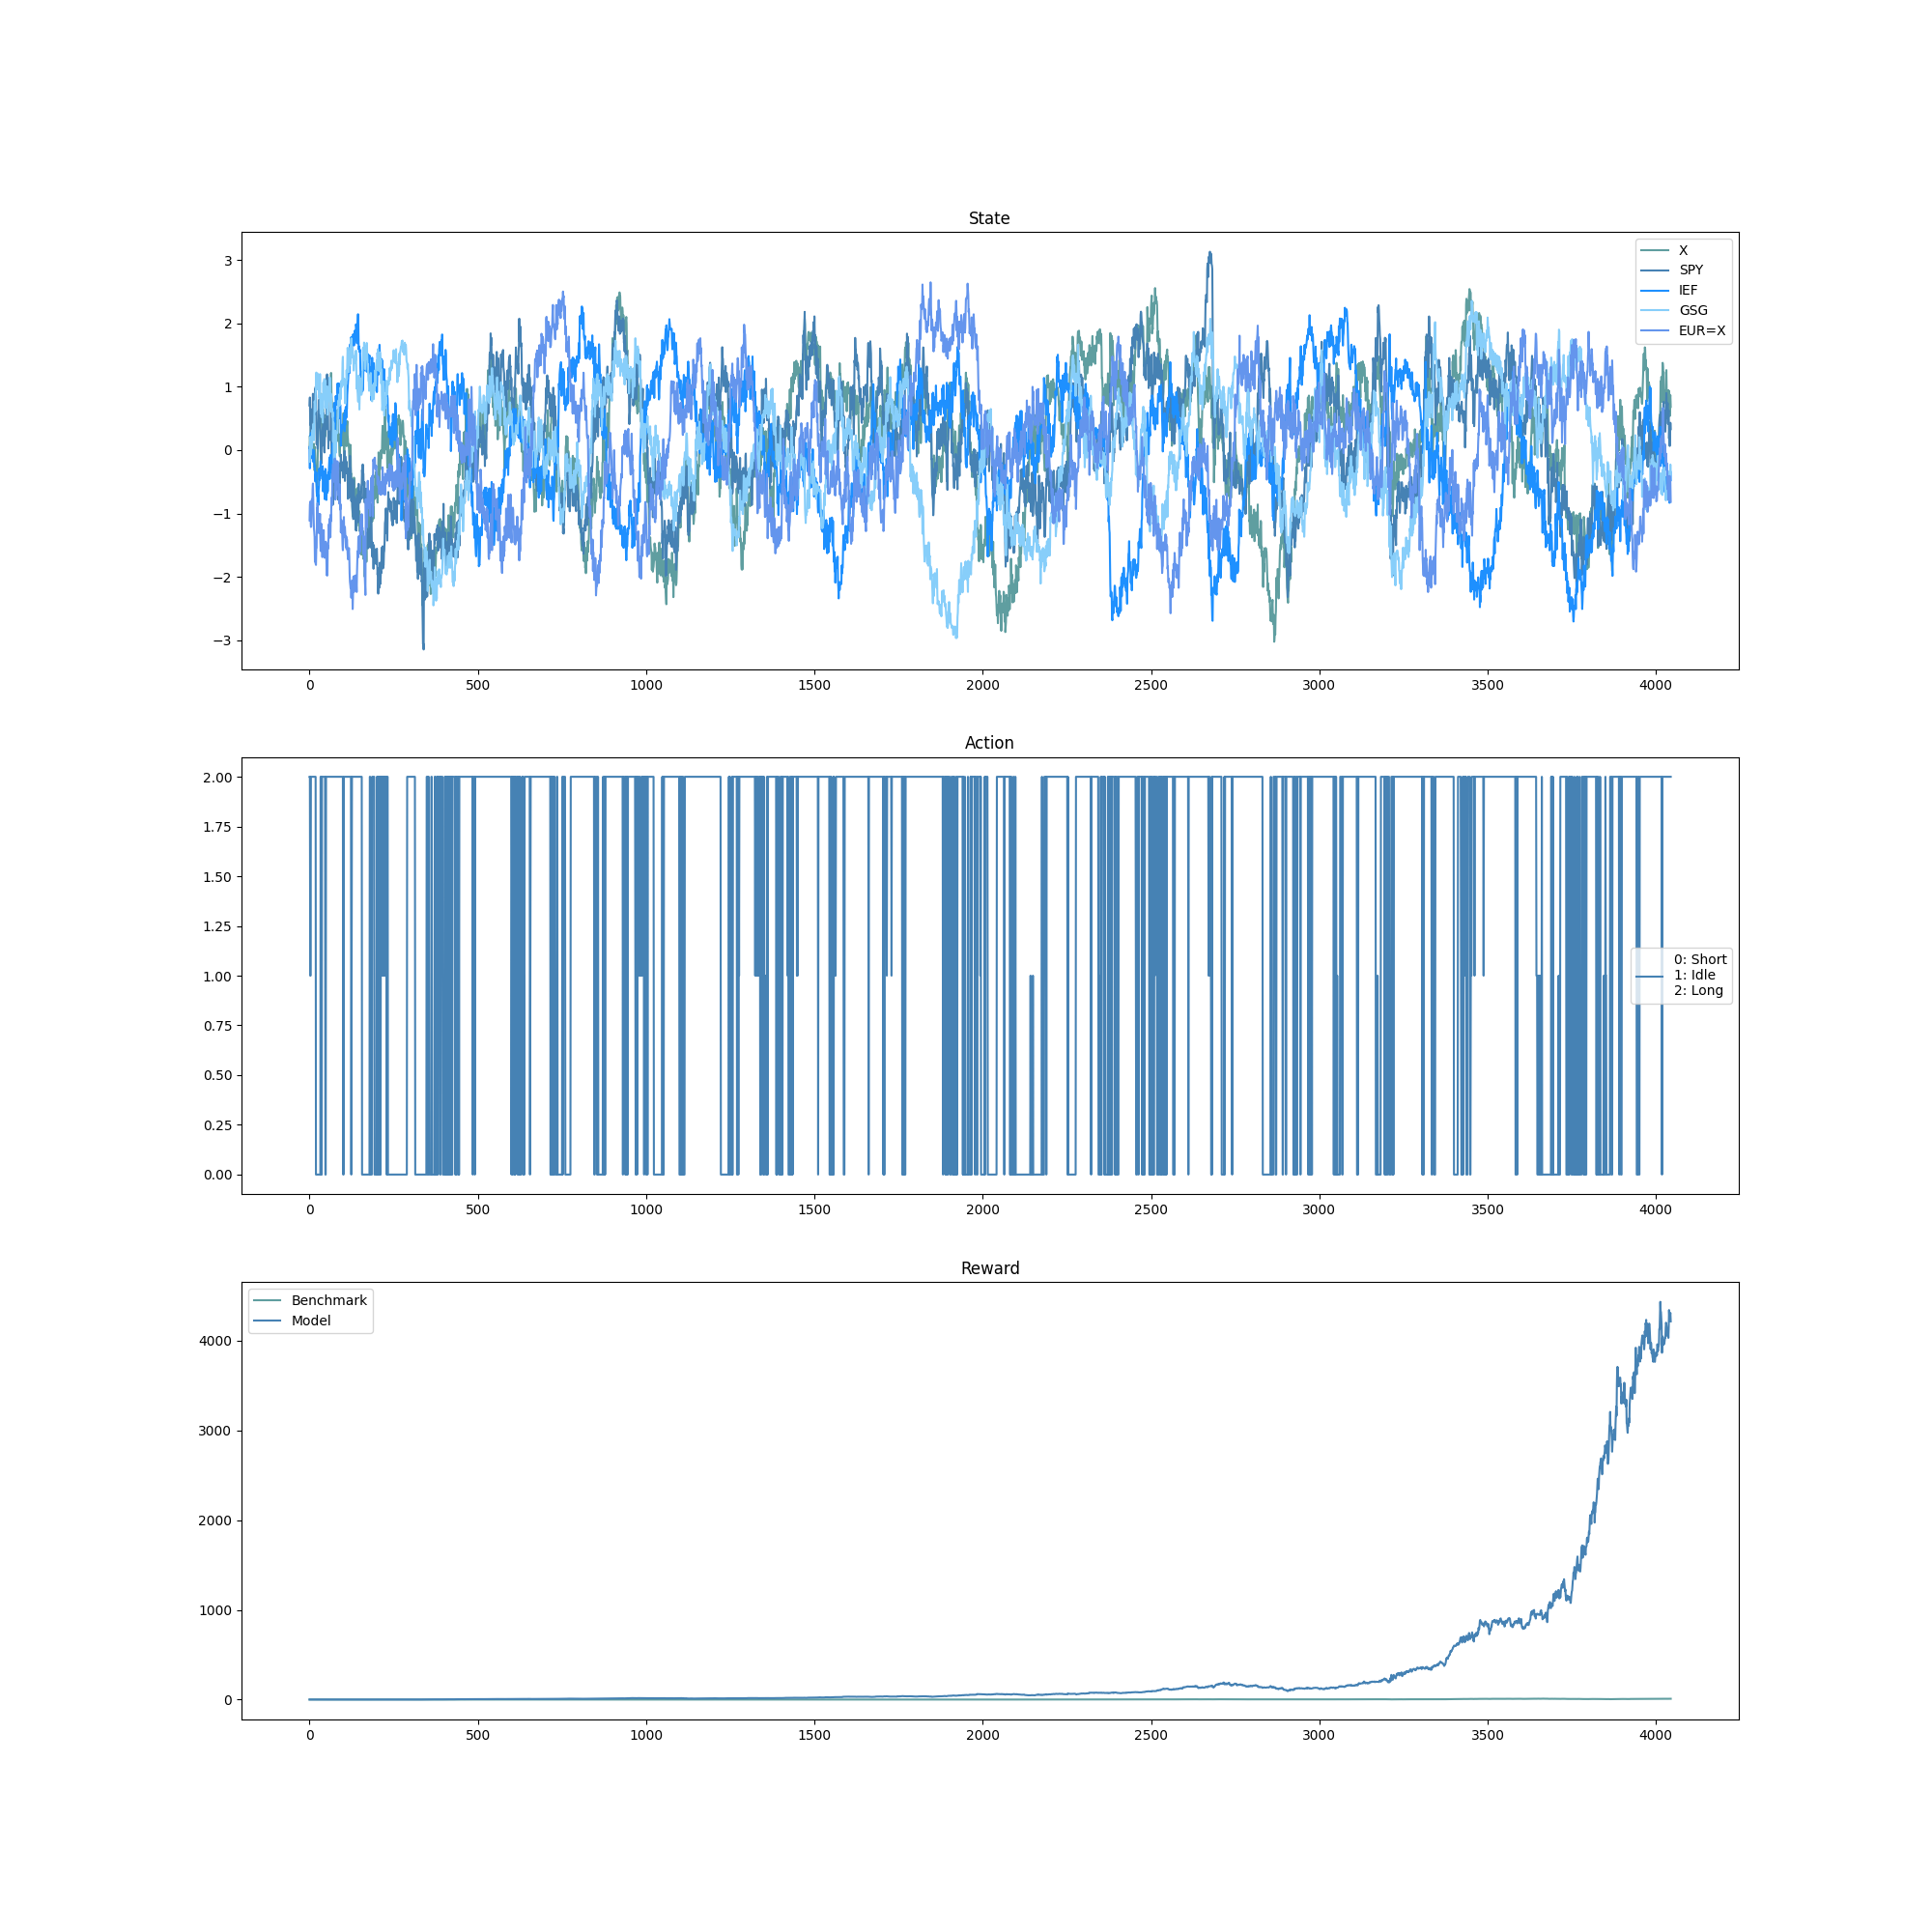 State
3
2
1
0
−1
−2
−3
X
SPY
IEF
GSG
EUR=X
0 500 1000 1500 2000 2500 3000 3500 4000
Action
2.00
1.75
1.50
1.25
1.00
0.75
0.50
0.25
0.00
0: Short
1: Idle
2: Long
0 500 1000 1500 2000 2500 3000 3500 4000
Reward
Benchmark
Model
4000
3000
2000
1000
0
0 500 1000 1500 2000 2500 3000 3500 4000